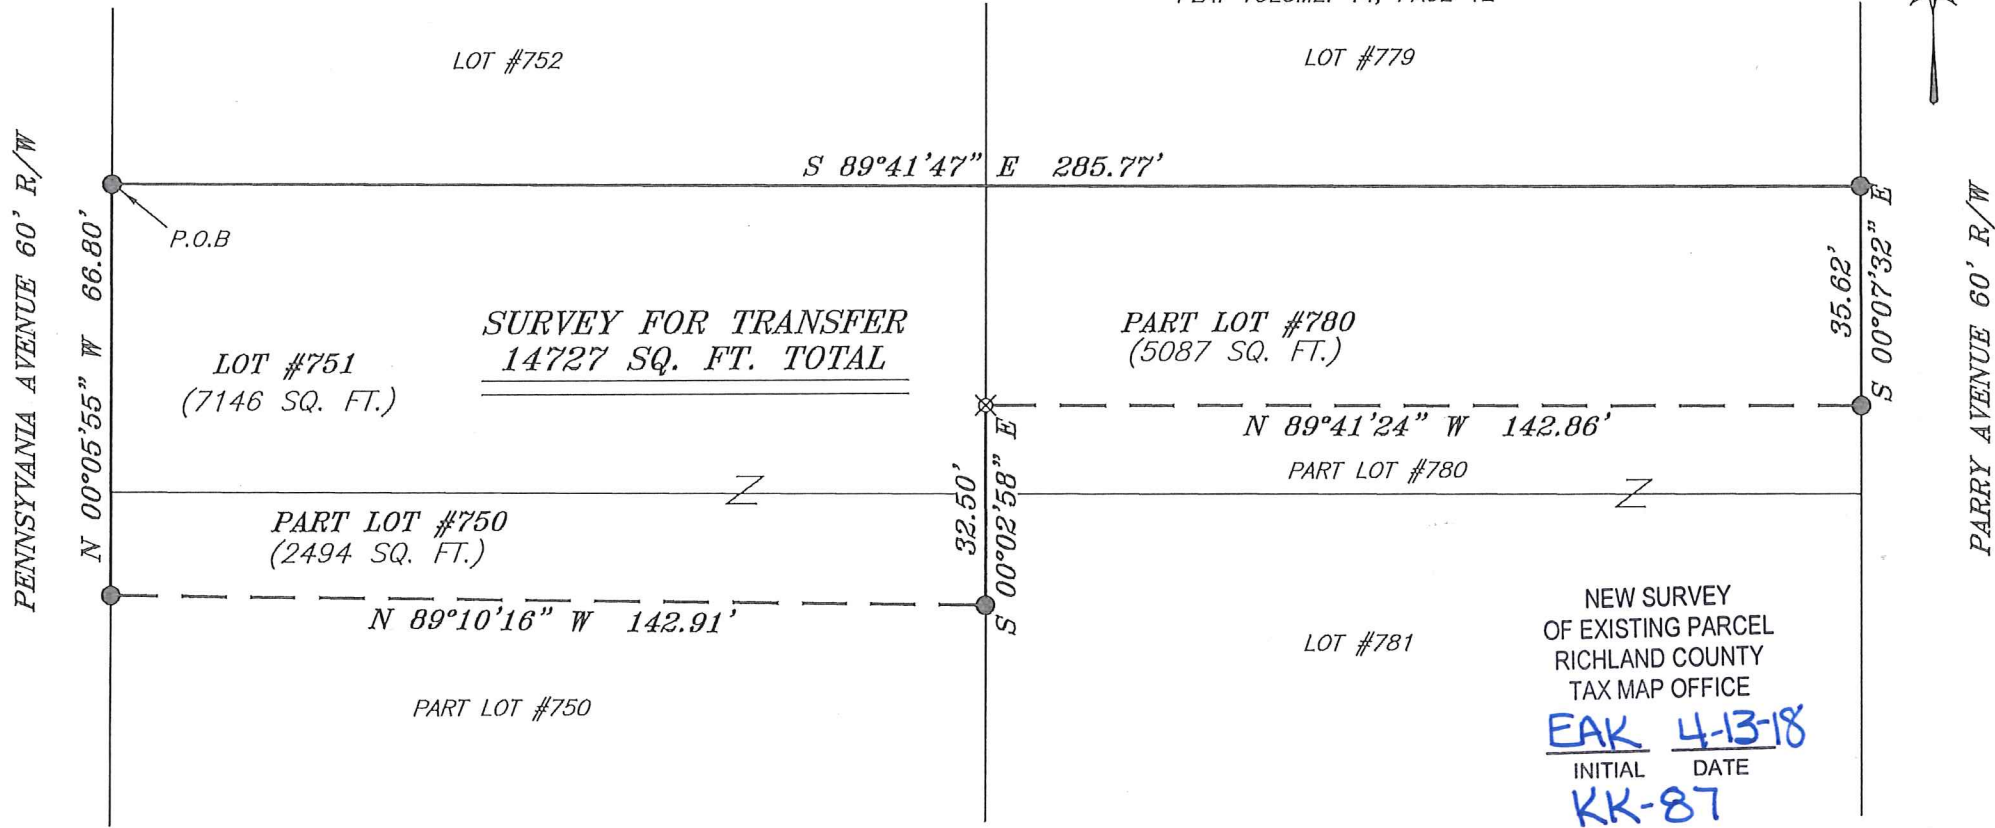 LOT #752
LOT #779
S 89°41'47" E 285.77'
P.O.B
PENNSYVANIA AVENUE 60' R/W
N 00°05'55" W 66.80'
SURVEY FOR TRANSFER
14727 SQ. FT. TOTAL
LOT #751
(7146 SQ. FT.)
PART LOT #780
(5087 SQ. FT.)
35.62'
S 00°07'32" E
PARRY AVENUE 60' R/W
N 89°41'24" W 142.86'
PART LOT #780
32.50'
S 00°02'58" E
PART LOT #750
(2494 SQ. FT.)
N 89°10'16" W 142.91'
PART LOT #750
LOT #781
NEW SURVEY
OF EXISTING PARCEL
RICHLAND COUNTY
TAX MAP OFFICE
EAK 4-13-18
INITIAL DATE
KK-87